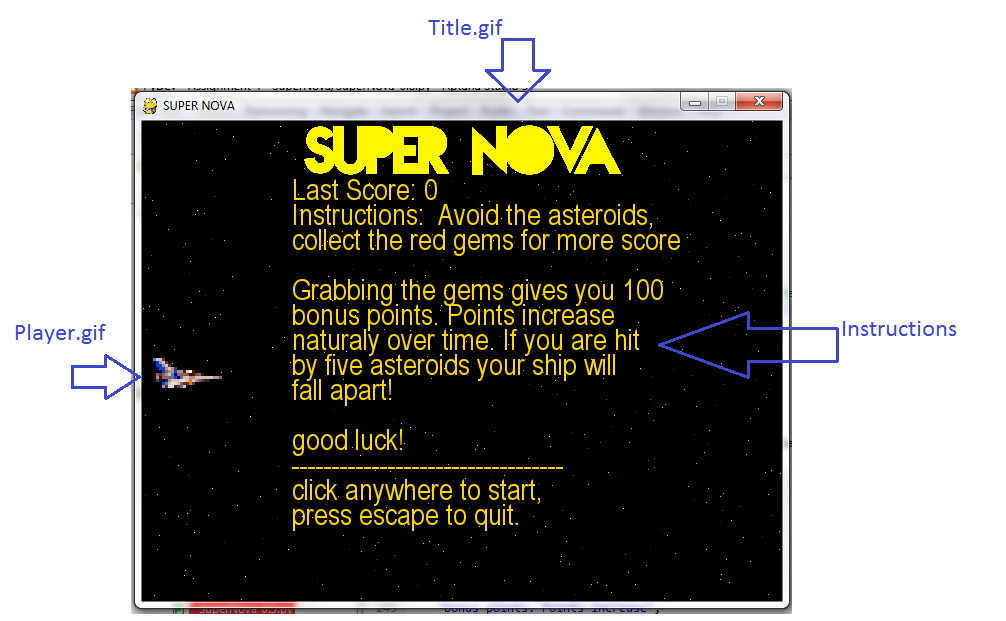 Title.gif
SUPER NOVA
SUPER NOVA
Last Score: 0
Instructions:  Avoid the asteroids,
collect the red gems for more score
Grabbing the gems gives you 100
bonus points. Points increase
naturaly over time. If you are hit
by five asteroids your ship will
fall apart!
good luck!
----------------------------------
click anywhere to start,
press escape to quit.
Player.gif
Instructions